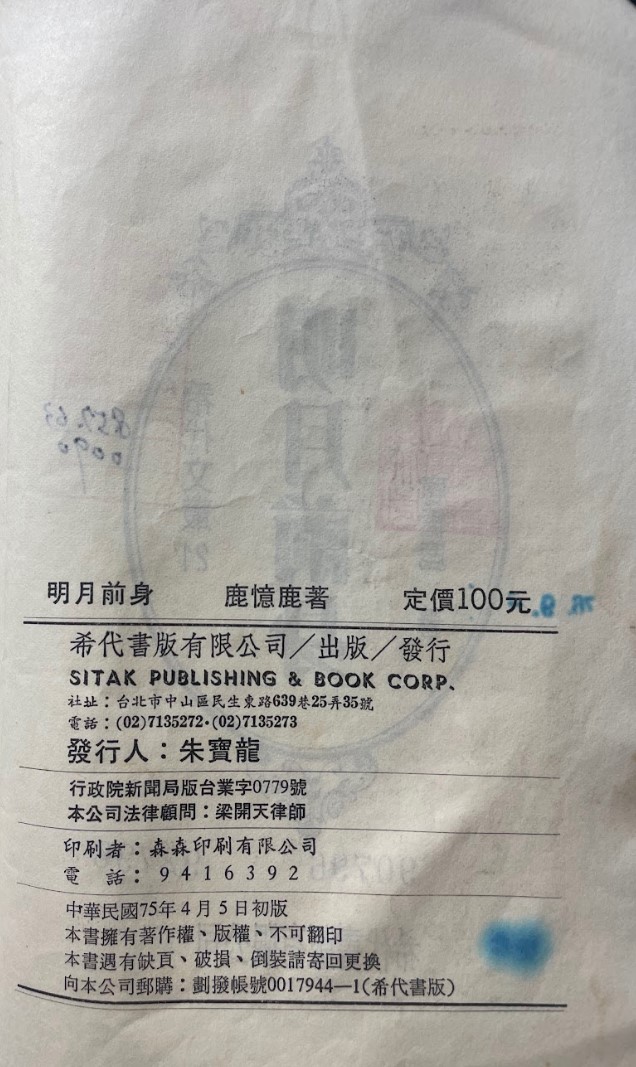 明月前身 鹿憶鹿著 定價100元
希代書版有限公司／出版／發行
SITAK PUBLISHING & BOOK CORP.
社址：台北市中山區民生東路639巷25弄35號
電話：(02)7135272·(02)7135273
發行人：朱寶龍
行政院新聞局版台業字0779號
本公司法律顧問：梁開天律師
印刷者：森森印刷有限公司
電 話：9416392
中華民國75年4月5日初版
本書擁有著作權、版權、不可翻印
本書遇有缺頁、破損、倒裝請寄回更換
向本公司郵購：劃撥帳號0017944—1(希代書版)